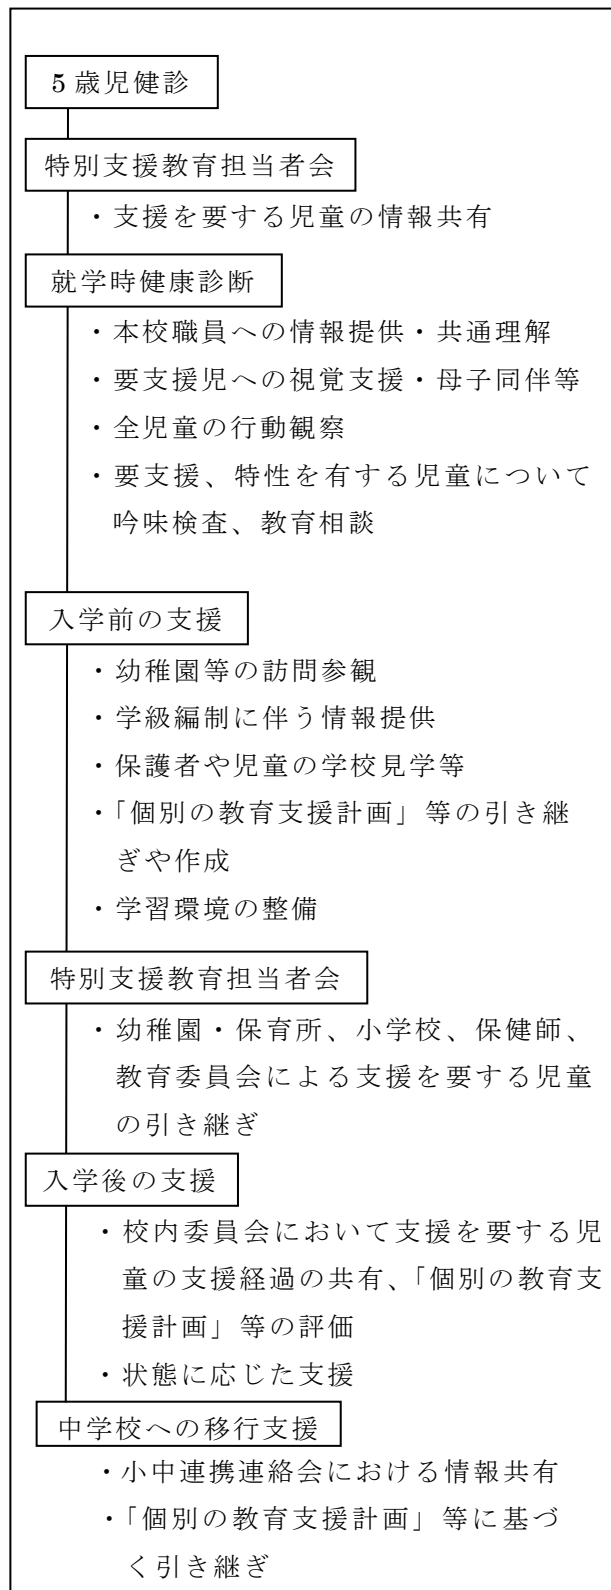 5歳児健診
特別支援教育担当者会
・支援を要する児童の情報共有
就学時健康診断
・本校職員への情報提供・共通理解
・要支援児への視覚支援・母子同伴等
・全児童の行動観察
・要支援、特性を有する児童について
吟味検査、教育相談
入学前の支援
・幼稚園等の訪問参観
・学級編制に伴う情報提供
・保護者や児童の学校見学等
・「個別の教育支援計画」等の引き継
ぎや作成
・学習環境の整備
特別支援教育担当者会
・幼稚園・保育所、小学校、保健師、
教育委員会による支援を要する児童
の引き継ぎ
入学後の支援
・校内委員会において支援を要する児
童の支援経過の共有、「個別の教育支
援計画」等の評価
・状態に応じた支援
中学校への移行支援
・小中連携連絡会における情報共有
・「個別の教育支援計画」等に基づ
く引き継ぎ